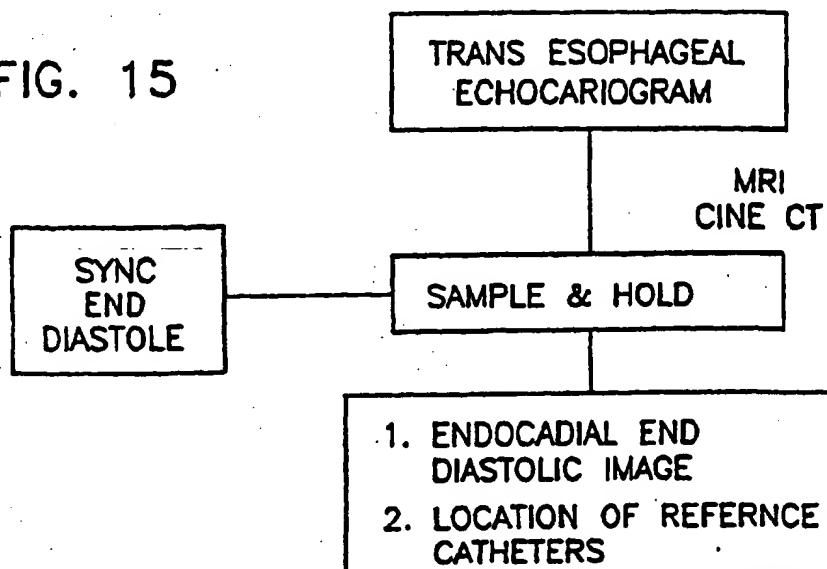 FIG. 15
TRANS ESOPHAGEAL
ECHOCARIOGRAM
MRI
CINE CT
SYNC
END
DIASTOLE
SAMPLE & HOLD
1. ENDOCADIAL END
DIASTOLIC IMAGE
2. LOCATION OF REFERNCE
CATHETERS